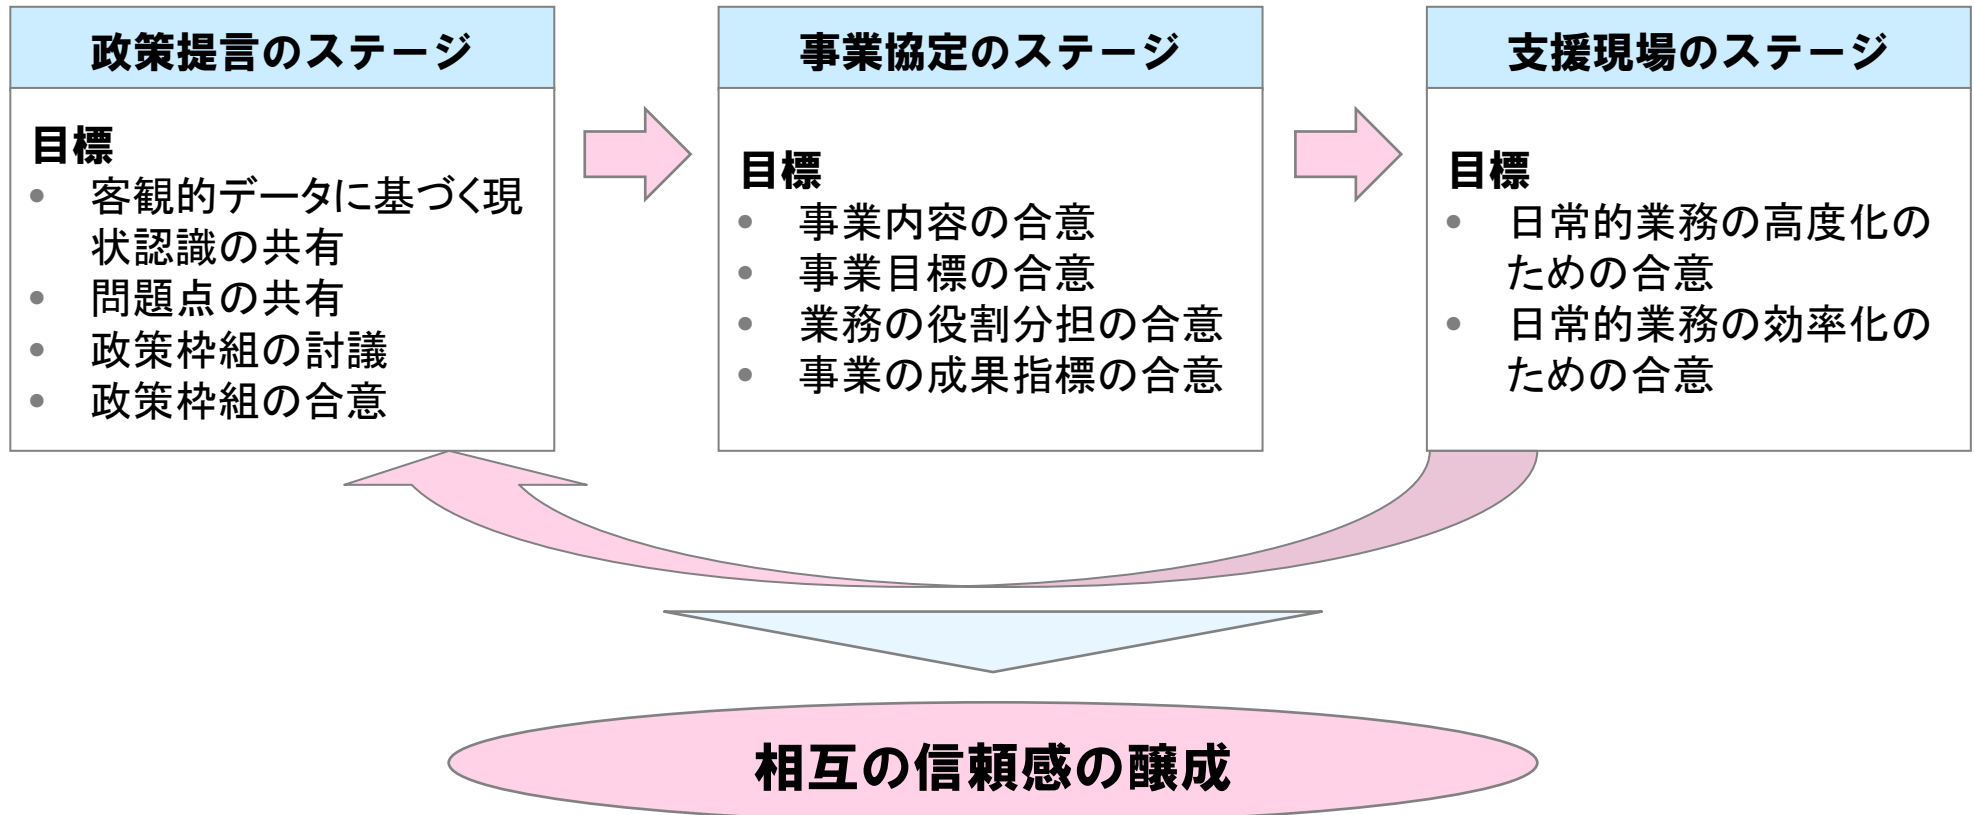 政策提言のステージ
目標
• 客観的データに基づく現
状認識の共有
• 問題点の共有
• 政策枠組の討議
• 政策枠組の合意
事業協定のステージ
目標
• 事業内容の合意
• 事業目標の合意
• 業務の役割分担の合意
• 事業の成果指標の合意
支援現場のステージ
目標
• 日常的業務の高度化の
ための合意
• 日常的業務の効率化の
ための合意
相互の信頼感の醸成